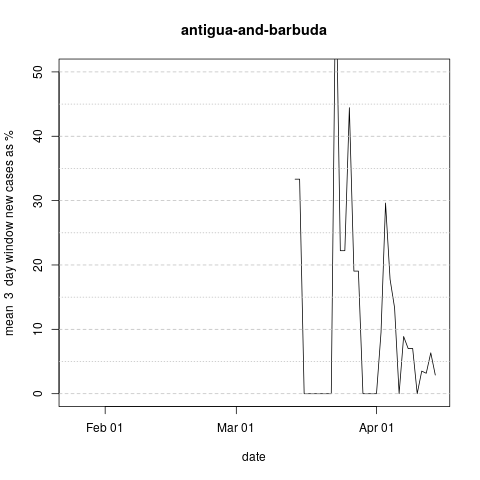 antigua-and-barbuda
mean 3 day window new cases as %
50
40
30
20
10
0
Feb 01
Mar 01
Apr 01
date